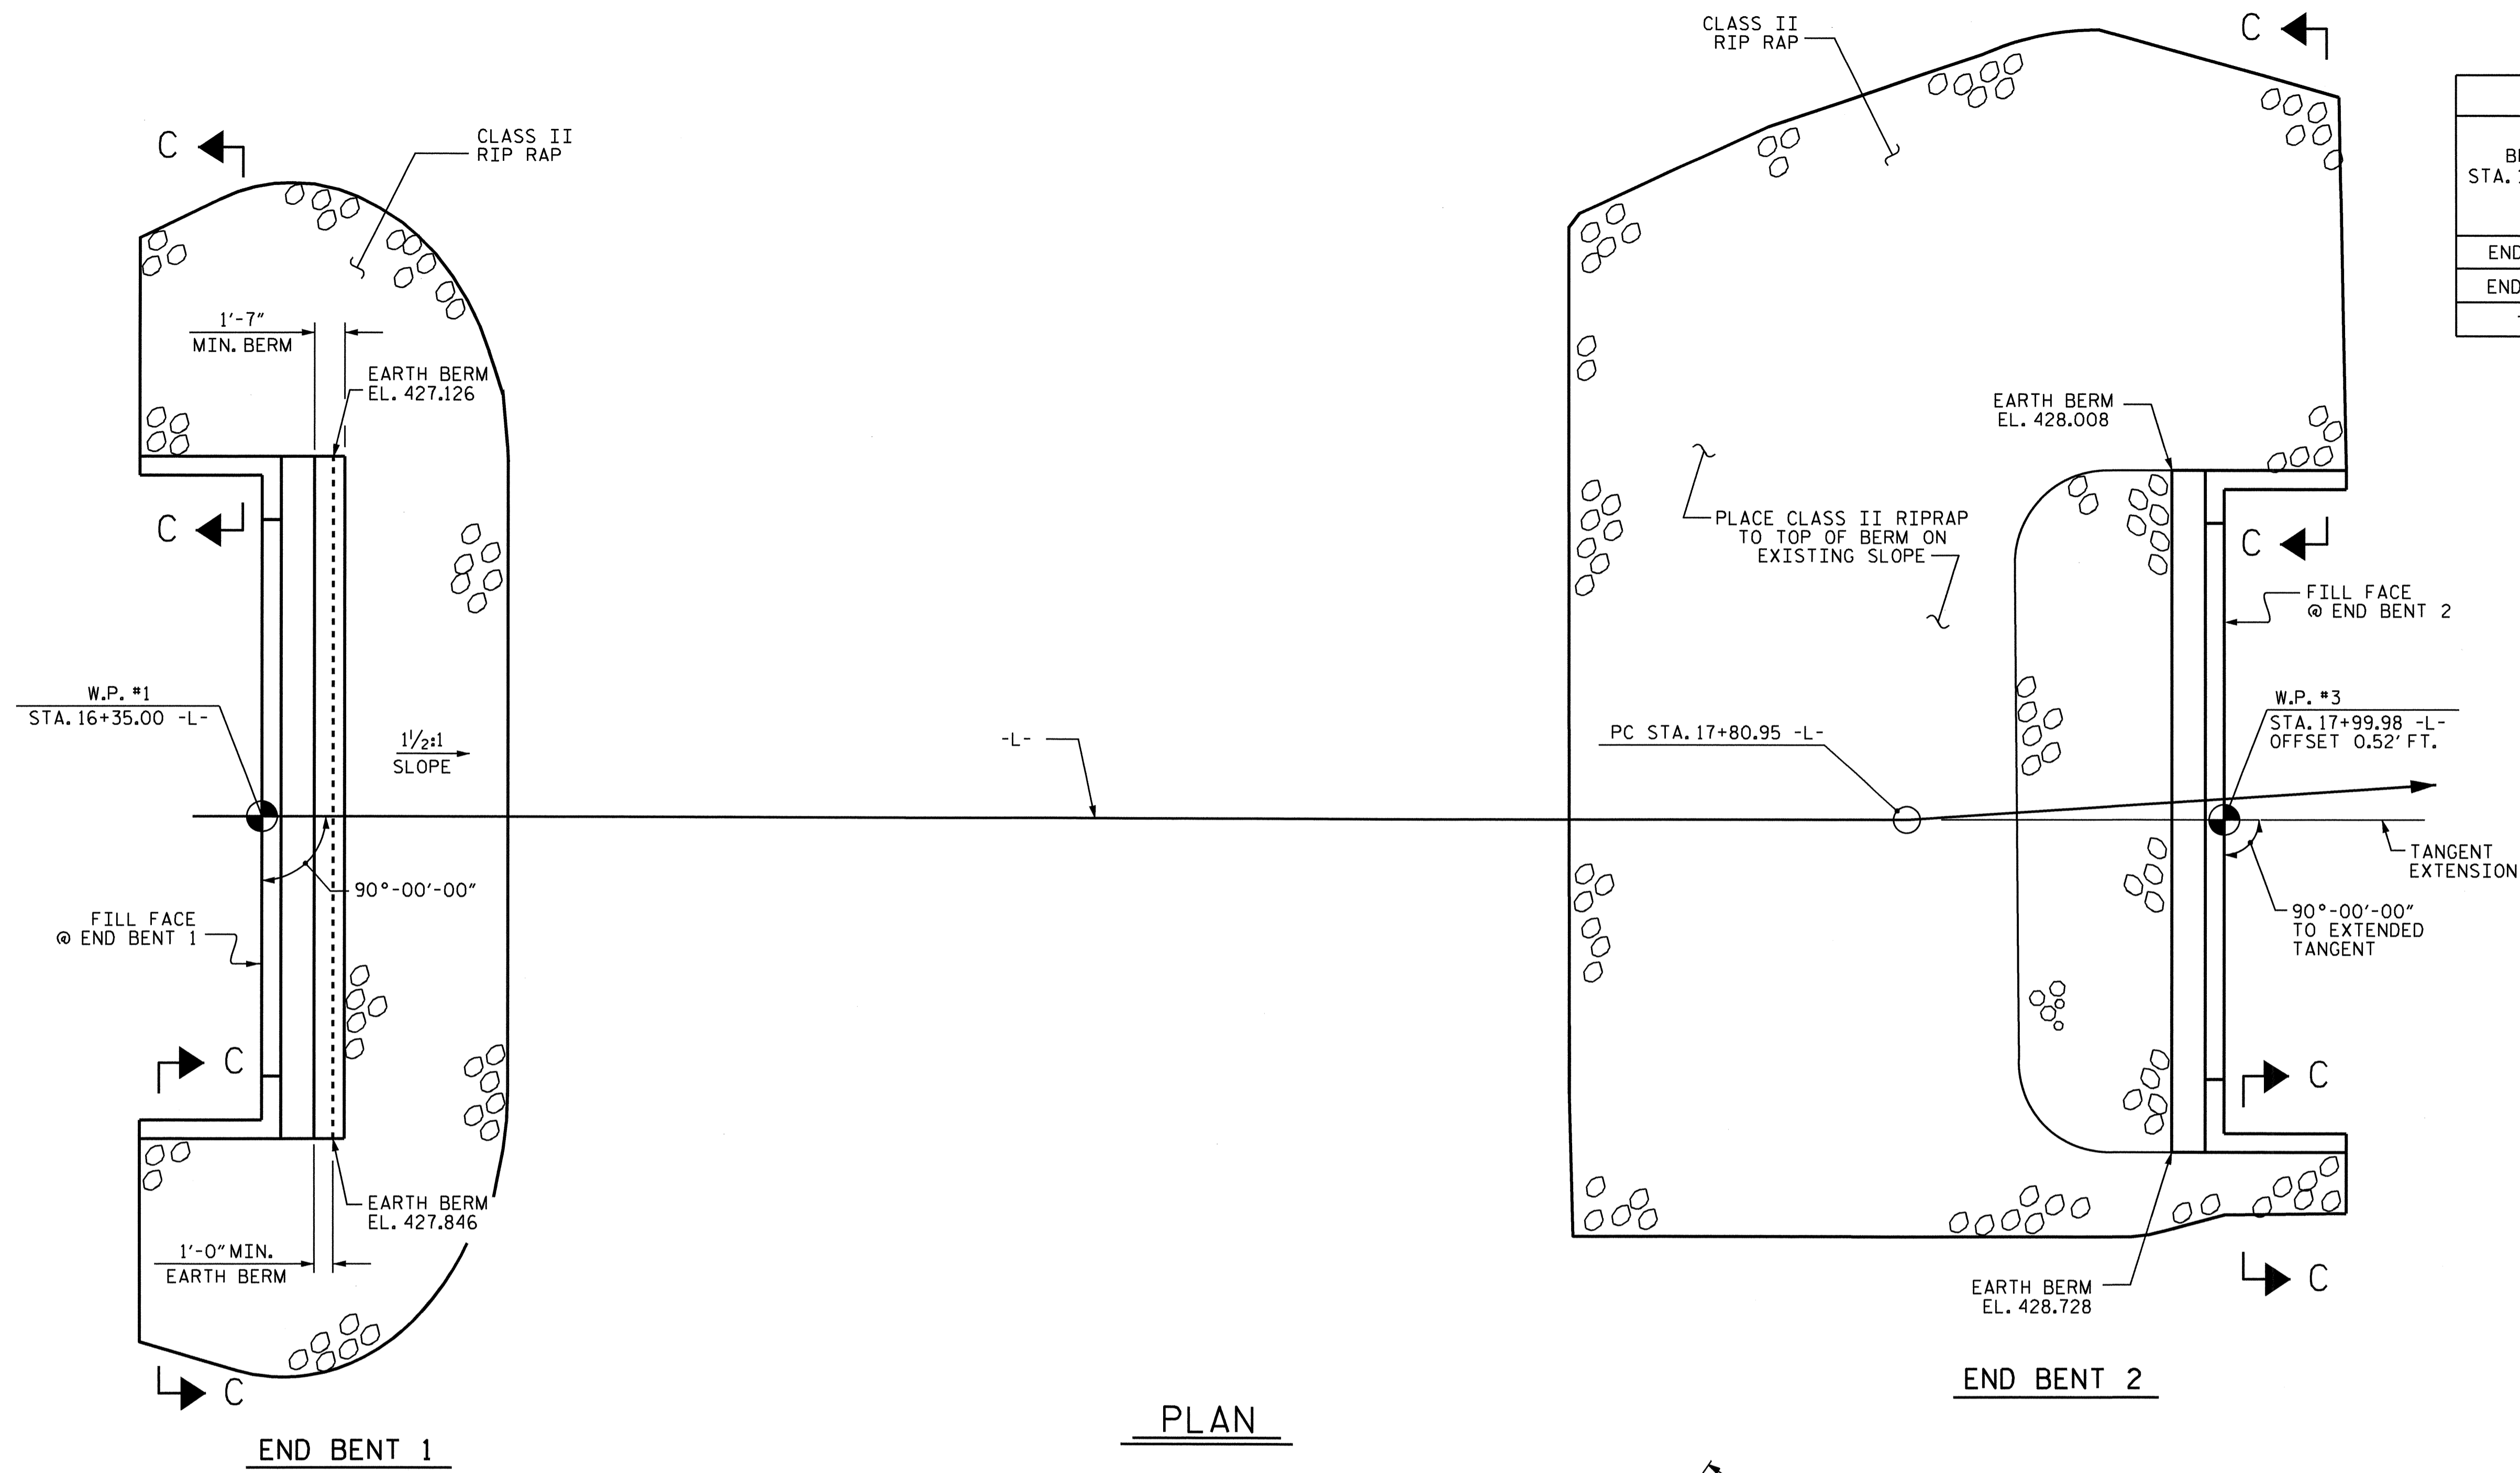 CLASS II
RIP RAP
C
C
CLASS II
RIP RAP
C
STA.
END
END
1'-7"
MIN. BERM
EARTH BERM
EL. 427.126
EARTH BERM
EL. 428.008
C
PLACE CLASS II RIPRAP
TO TOP OF BERM ON
EXISTING SLOPE
C
FILL FACE
@ END BENT 2
W.P. #1
STA. 16+35.00 -L-
1½:1
SLOPE
-L-
PC STA. 17+80.95 -L-
W.P. #3
STA. 17+99.98 -L-
OFFSET 0.52' FT.
TANGENT
EXTENSION
90°-00'-00"
90°-00'-00"
TO EXTENDED
TANGENT
FILL FACE
@ END BENT 1
C
C
EARTH BERM
EL. 427.846
1'-0" MIN.
EARTH BERM
EARTH BERM
EL. 428.728
C
C
END BENT 1
PLAN
END BENT 2